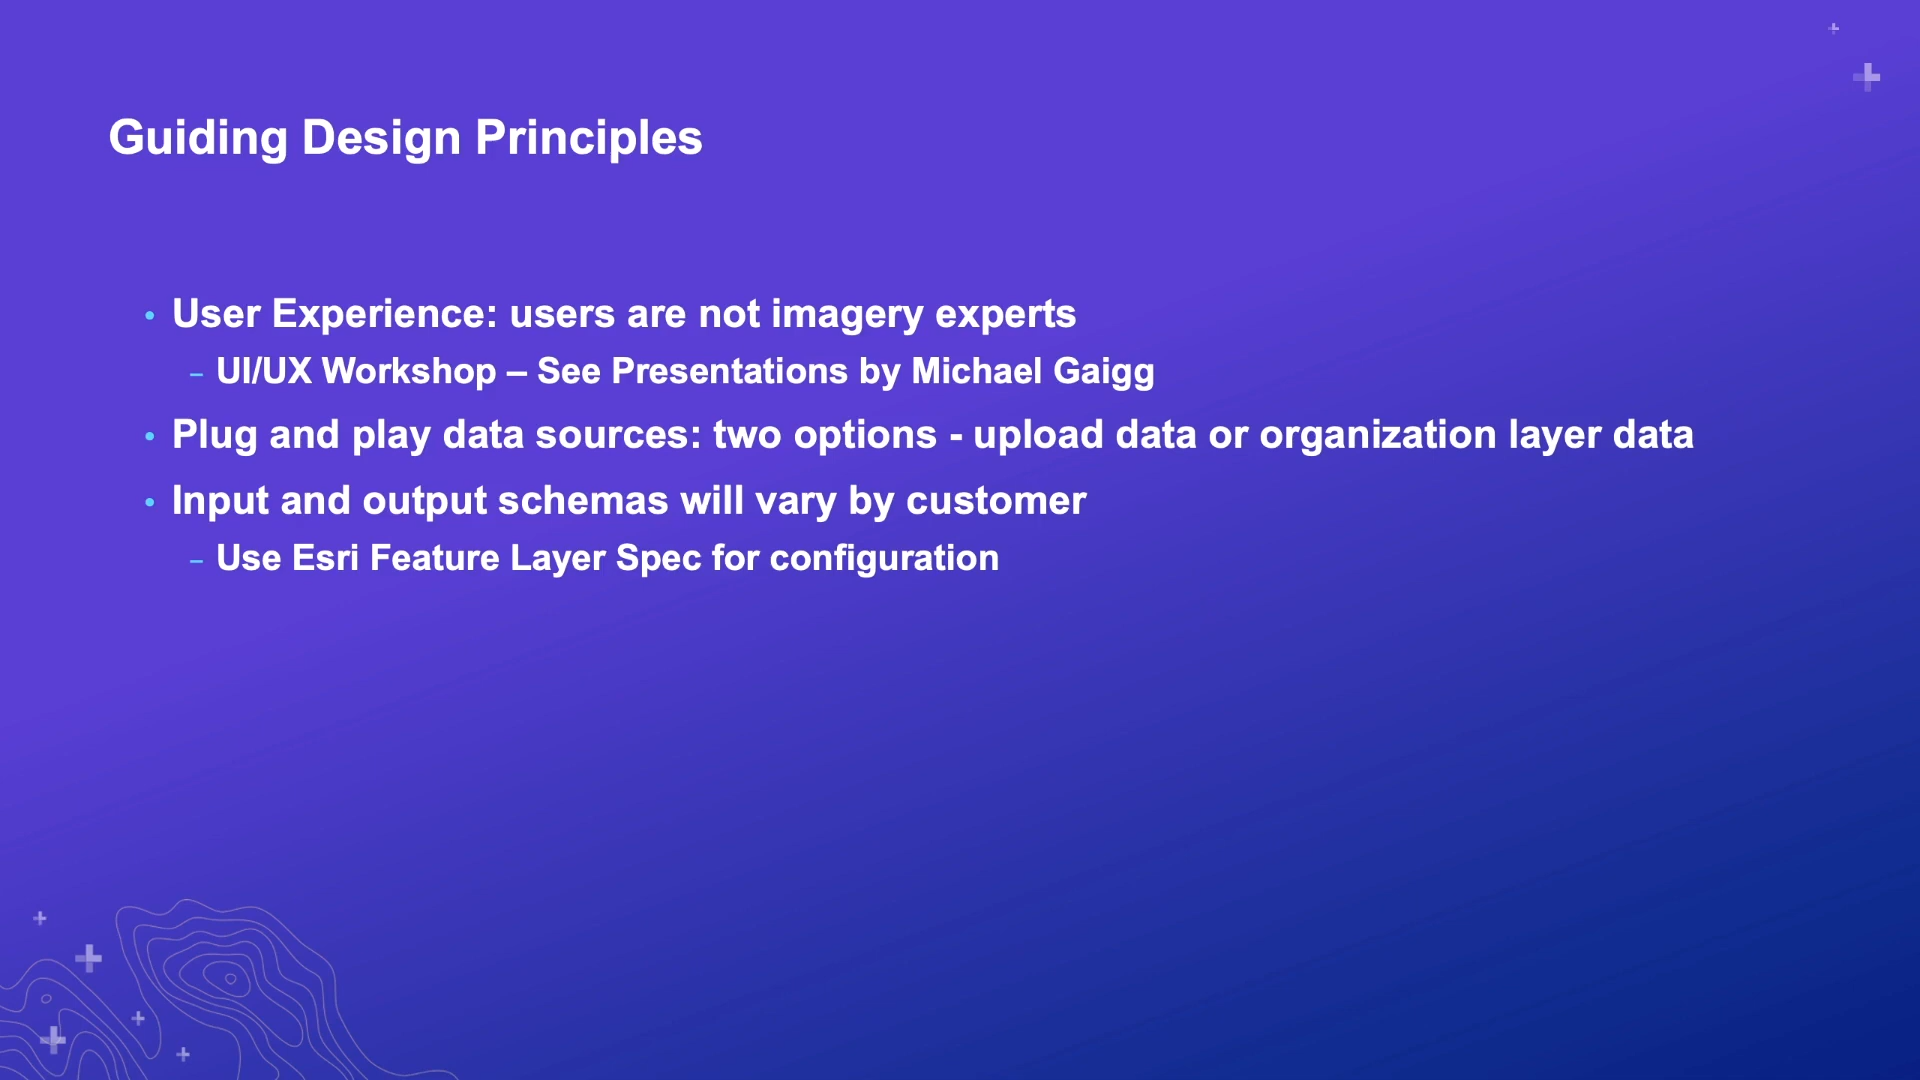 Guiding Design Principles
• User Experience: users are not imagery experts
– UI/UX Workshop – See Presentations by Michael Gaigg
• Plug and play data sources: two options - upload data or organization layer data
• Input and output schemas will vary by customer
– Use Esri Feature Layer Spec for configuration